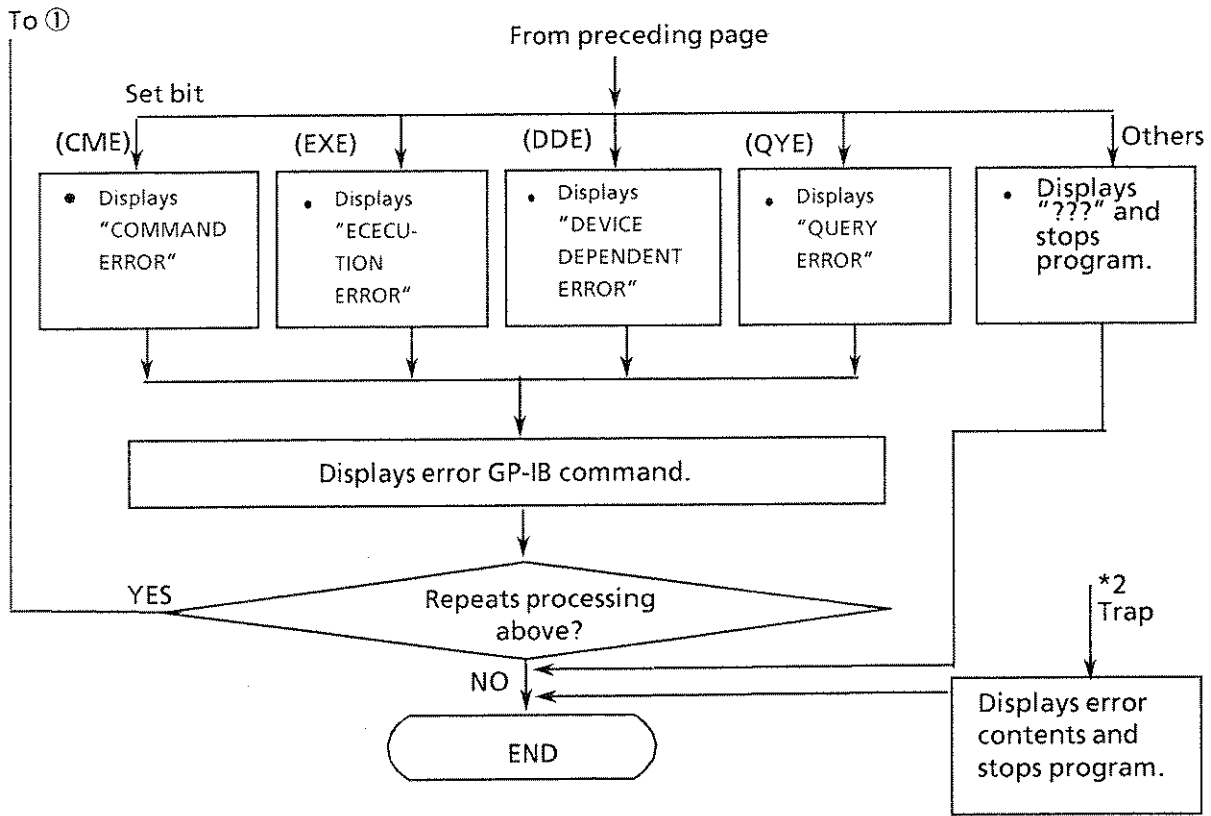 To ①
From preceding page
Set bit
(CME)
(EXE)
(DDE)
(QYE)
Others
• Displays
"COMMAND
ERROR"
• Displays
"ECECU-
TION
ERROR"
• Displays
"DEVICE
DEPENDENT
ERROR"
• Displays
"QUERY
ERROR"
• Displays
"???" and
stops
program.
Displays error GP-IB command.
YES
Repeats processing
above?
*2
Trap
NO
Displays error
contents and
stops program.
END